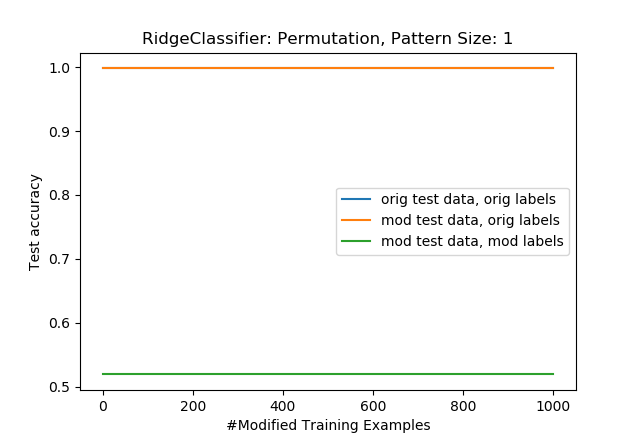 RidgeClassifier: Permutation, Pattern Size: 1
1.0
0.9
0.8
0.7
0.6
0.5
Test accuracy
orig test data, orig labels
mod test data, orig labels
mod test data, mod labels
0 200 400 600 800 1000
#Modified Training Examples